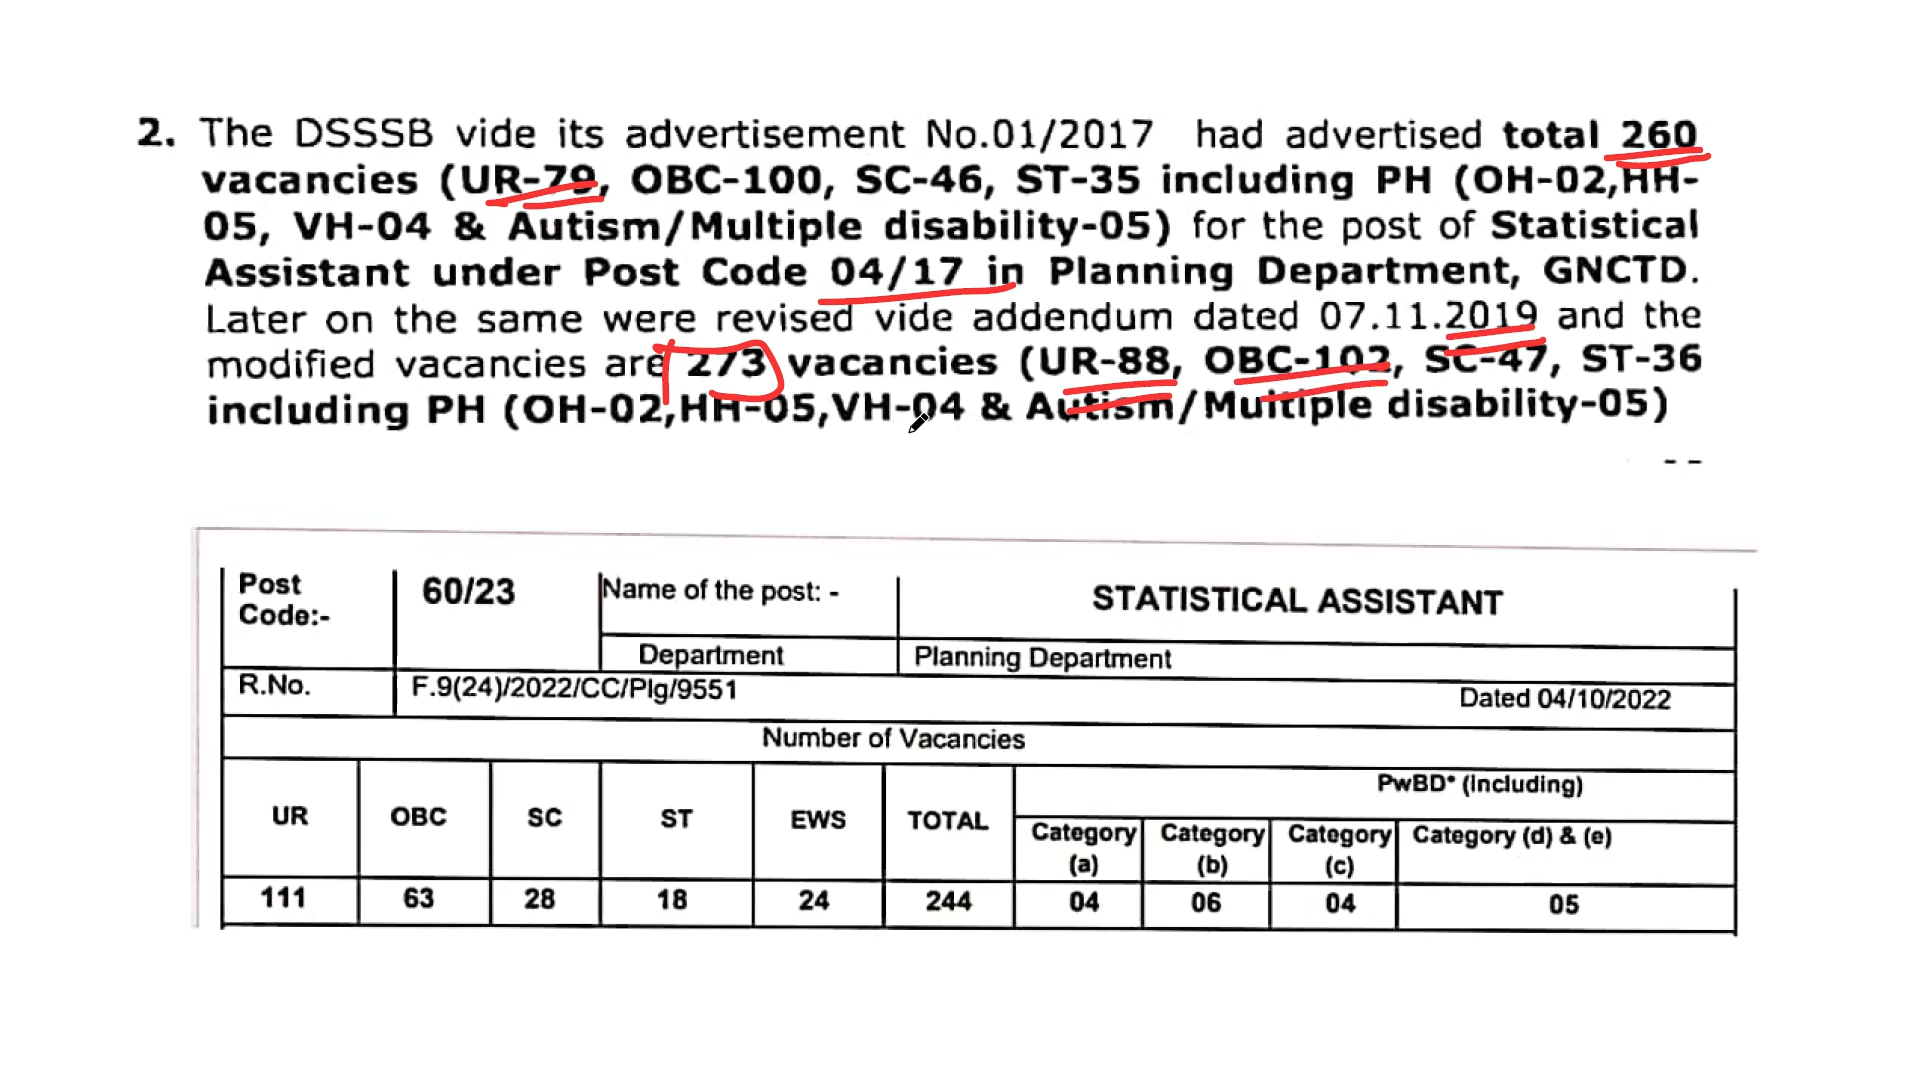 2. The DSSSB vide its advertisement No.01/2017 had advertised total 260
vacancies (UR-79, OBC-100, SC-46, ST-35 including PH (OH-02,HH-
05, VH-04 & Autism/Multiple disability-05) for the post of Statistical
Assistant under Post Code 04/17 in Planning Department, GNCTD.
Later on the same were revised vide addendum dated 07.11.2019 and the
modified vacancies are 273 vacancies (UR-88, OBC-102, SC-47, ST-36
including PH (OH-02,HH-05,VH-04 & Autism/Multiple disability-05)
Post Code:- 60/23 Name of the post: - STATISTICAL ASSISTANT
Department Planning Department
R.No. F.9(24)/2022/CC/Plg/9551 Dated 04/10/2022
Number of Vacancies
UR OBC SC ST EWS TOTAL PwBD* (Including)
Category (a) Category (b) Category (c) Category (d) & (e)
111 63 28 18 24 244 04 06 04 05